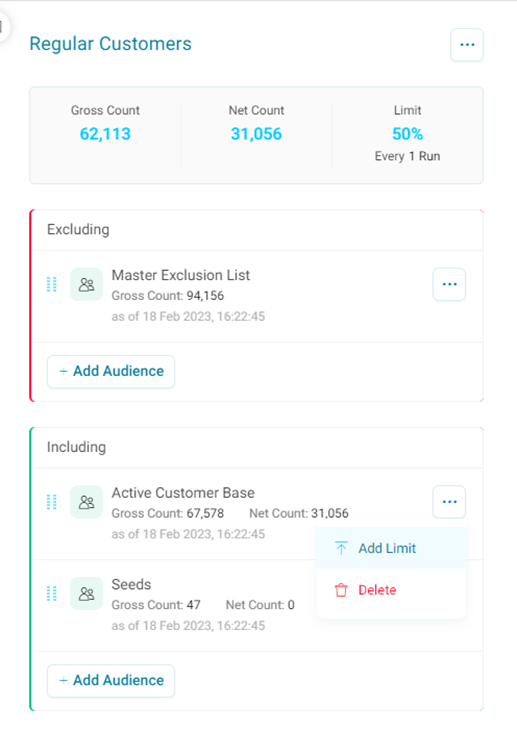 Regular Customers
Gross Count Net Count Limit
62,113 31,056 50%
Every 1 Run
Excluding
Master Exclusion List
Gross Count: 94,156
as of 18 Feb 2023, 16:22:45
+ Add Audience
Including
Active Customer Base
Gross Count: 67,578 Net Count: 31,056
as of 18 Feb 2023, 16:22:45
Add Limit
Seeds
Delete
Gross Count: 47 Net Count: 0
as of 18 Feb 2023, 16:22:45
+ Add Audience